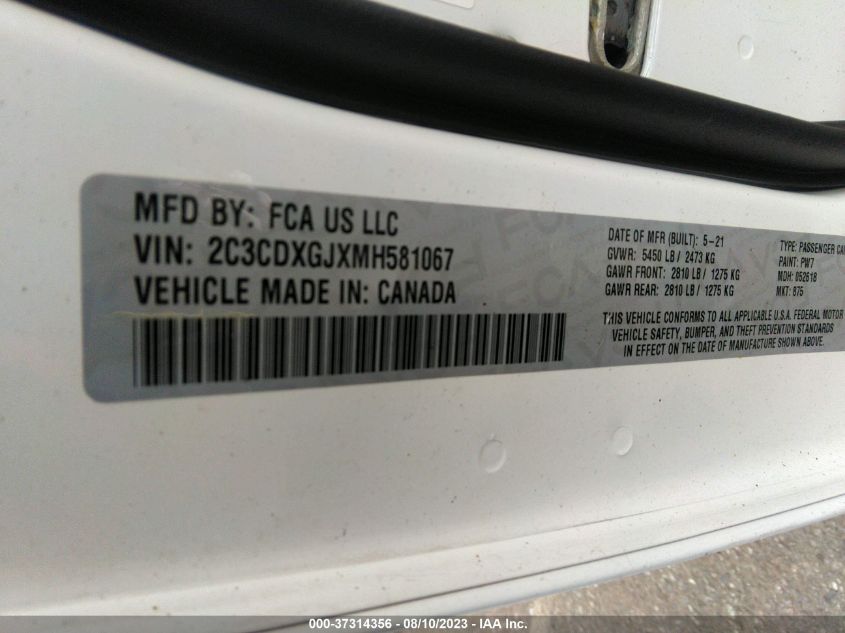 MFD BY: FCA US LLC
VIN: 2C3CDXGJXMH581067
VEHICLE MADE IN: CANADA
DATE OF MFR (BUILT): 5-21
GVWR: 5450 LB / 2473 KG
GAWR FRONT: 2810 LB / 1275 KG
GAWR REAR: 2810 LB / 1275 KG
TYPE: PASSENGER CAR
PAINT: PW7
MDH: 052618
MKT: 875
THIS VEHICLE CONFORMS TO ALL APPLICABLE U.S.A. FEDERAL MOTOR
VEHICLE SAFETY, BUMPER, AND THEFT PREVENTION STANDARDS
IN EFFECT ON THE DATE OF MANUFACTURE SHOWN ABOVE.
000-37314356 - 08/10/2023 - IAA Inc.